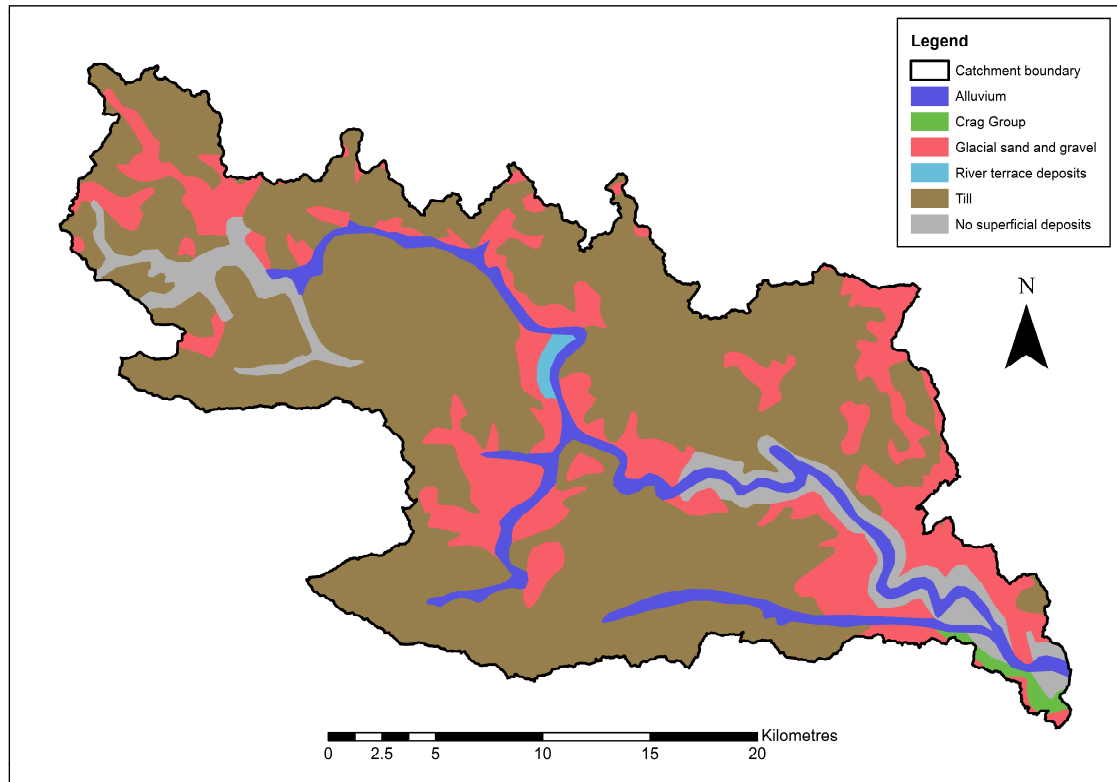 Legend
Catchment boundary
Alluvium
Crag Group
Glacial sand and gravel
River terrace deposits
Till
No superficial deposits
N
Kilometres
0 2.5 5 10 15 20